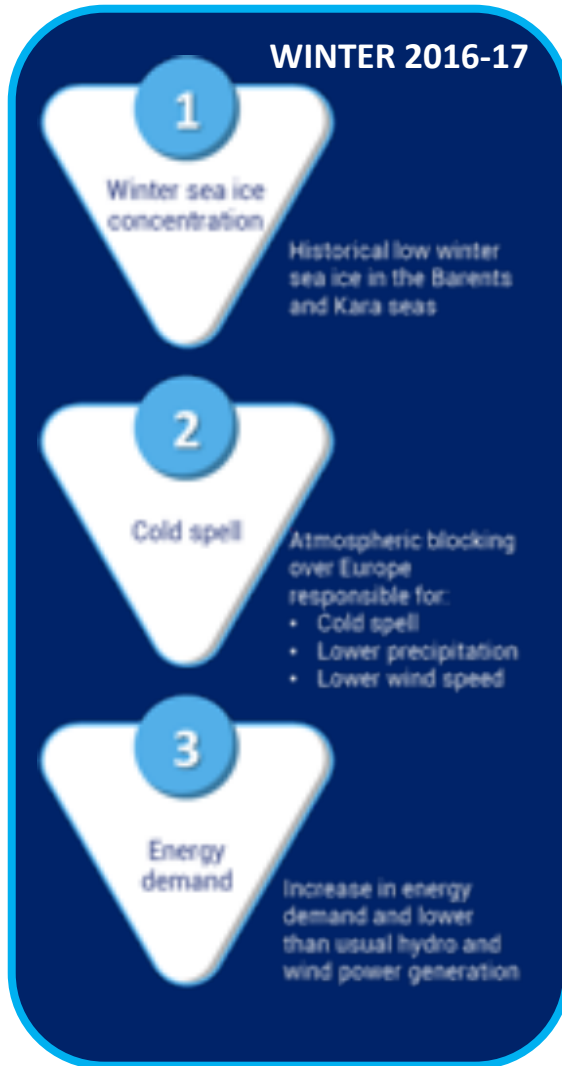 WINTER 2016-17
1
Winter sea ice
concentration
Historical low winter
sea ice in the Barents
and Kara seas
2
Cold spell
Atmospheric blocking
over Europe
responsible for:
• Cold spell
• Lower precipitation
• Lower wind speed
3
Energy
demand
Increase in energy
demand and lower
than usual hydro and
wind power generation